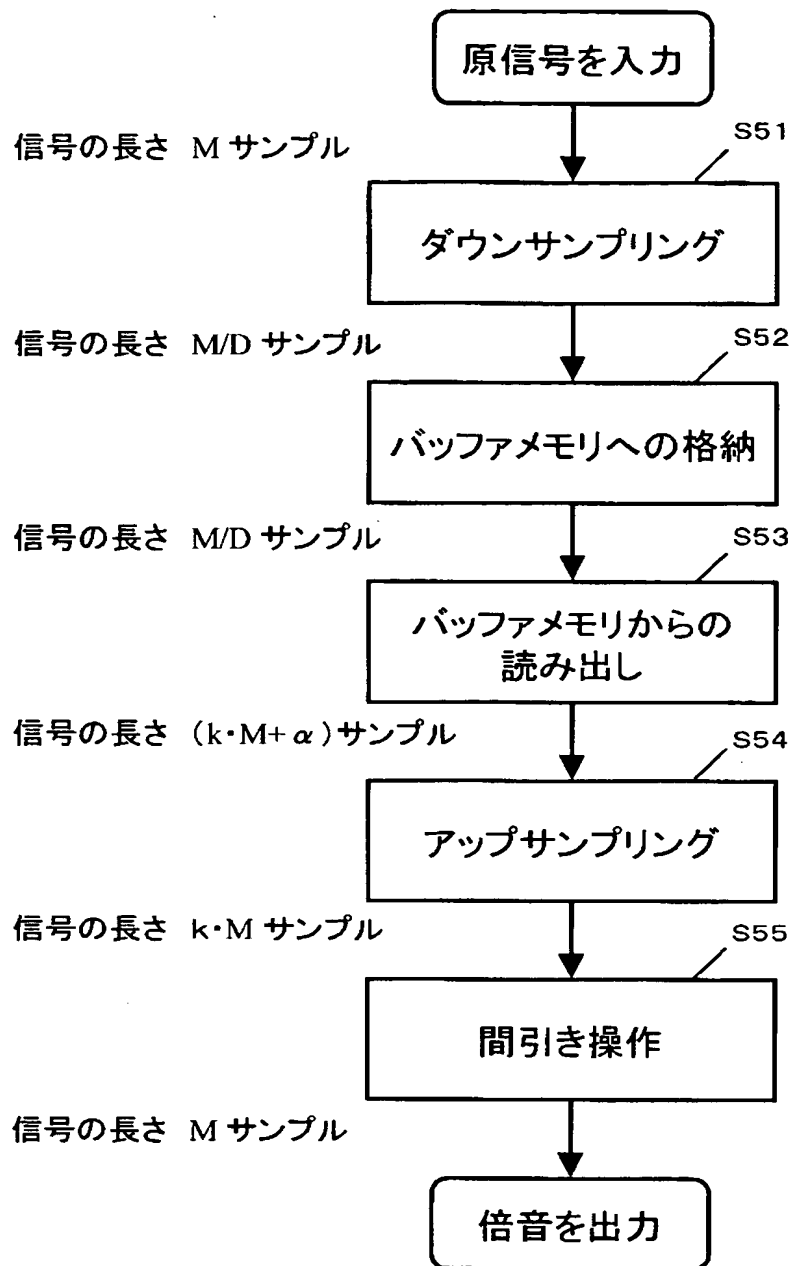 原信号を入力
信号の長さ M サンプル
S51
ダウンサンプリング
信号の長さ M/D サンプル
S52
バッファメモリへの格納
信号の長さ M/D サンプル
S53
バッファメモリからの
読み出し
信号の長さ (k・M+α)サンプル
S54
アップサンプリング
信号の長さ k・M サンプル
S55
間引き操作
信号の長さ M サンプル
倍音を出力